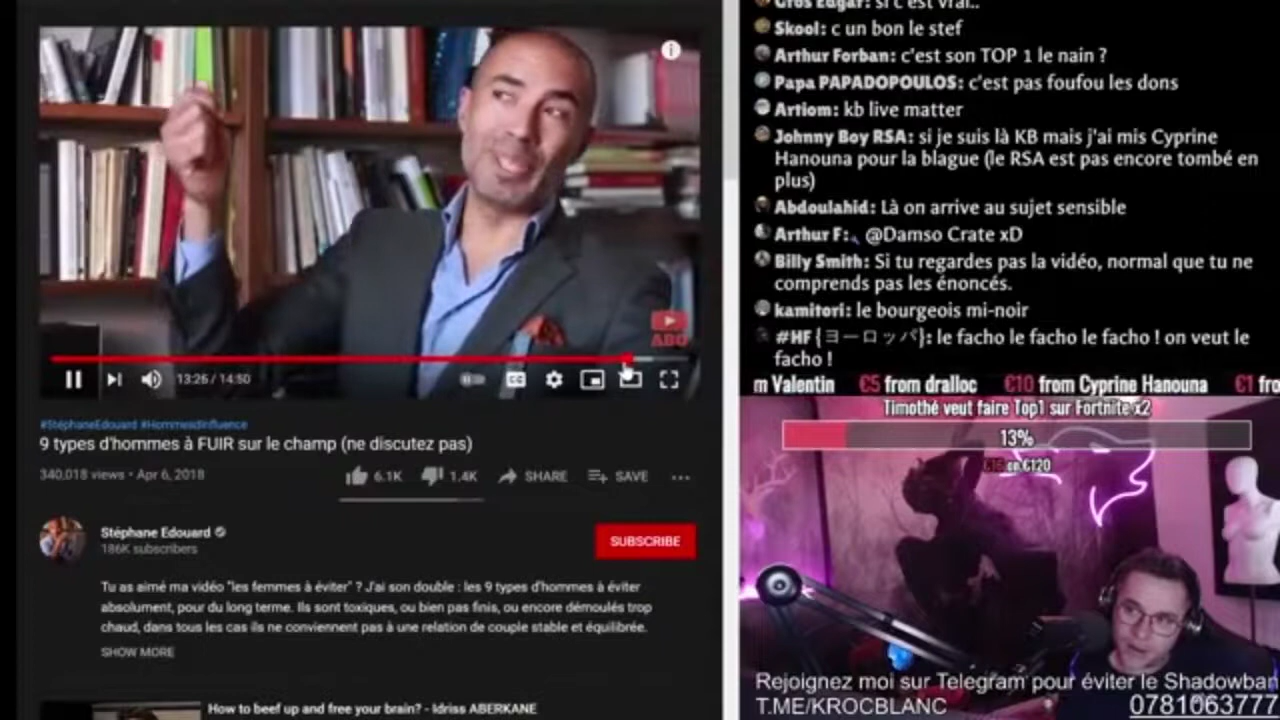 ABO
13:26 / 14:50
CC
#StéphaneEdouard #HommesdInfluence
9 types d'hommes à FUIR sur le champ (ne discutez pas)
340,018 views • Apr 6, 2018
6.1K
1.4K
SHARE
SAVE
Stéphane Edouard
186K subscribers
SUBSCRIBE
Tu as aimé ma vidéo "les femmes à éviter" ? J'ai son double : les 9 types d'hommes à éviter
absolument, pour du long terme. Ils sont toxiques, ou bien pas finis, ou encore démoulés trop
chaud, dans tous les cas ils ne conviennent pas à une relation de couple stable et équilibrée.
SHOW MORE
How to beef up and free your brain? - Idriss ABERKANE
Gros Edgar: si c'est vrai..
Skool: c un bon le stef
Arthur Forban: c'est son TOP 1 le nain ?
Papa PAPADOPOULOS: c'est pas foufou les dons
Artiom: kb live matter
Johnny Boy RSA: si je suis là KB mais j'ai mis Cyprine
Hanouna pour la blague (le RSA est pas encore tombé en
plus)
Abdoulahid: Là on arrive au sujet sensible
Arthur F: @Damso Crate xD
Billy Smith: Si tu regardes pas la vidéo, normal que tu ne
comprends pas les énoncés.
kamitori: le bourgeois mi-noir
#HF {ヨーロッパ}: le facho le facho le facho ! on veut le
facho !
m Valentin €5 from dralloc €10 from Cyprine Hanouna €1 fro
Timothé veut faire Top1 sur Fortnite x2
13%
€15 on €120
Rejoignez moi sur Telegram pour éviter le Shadowban
T.ME/KROCBLANC 0781063777